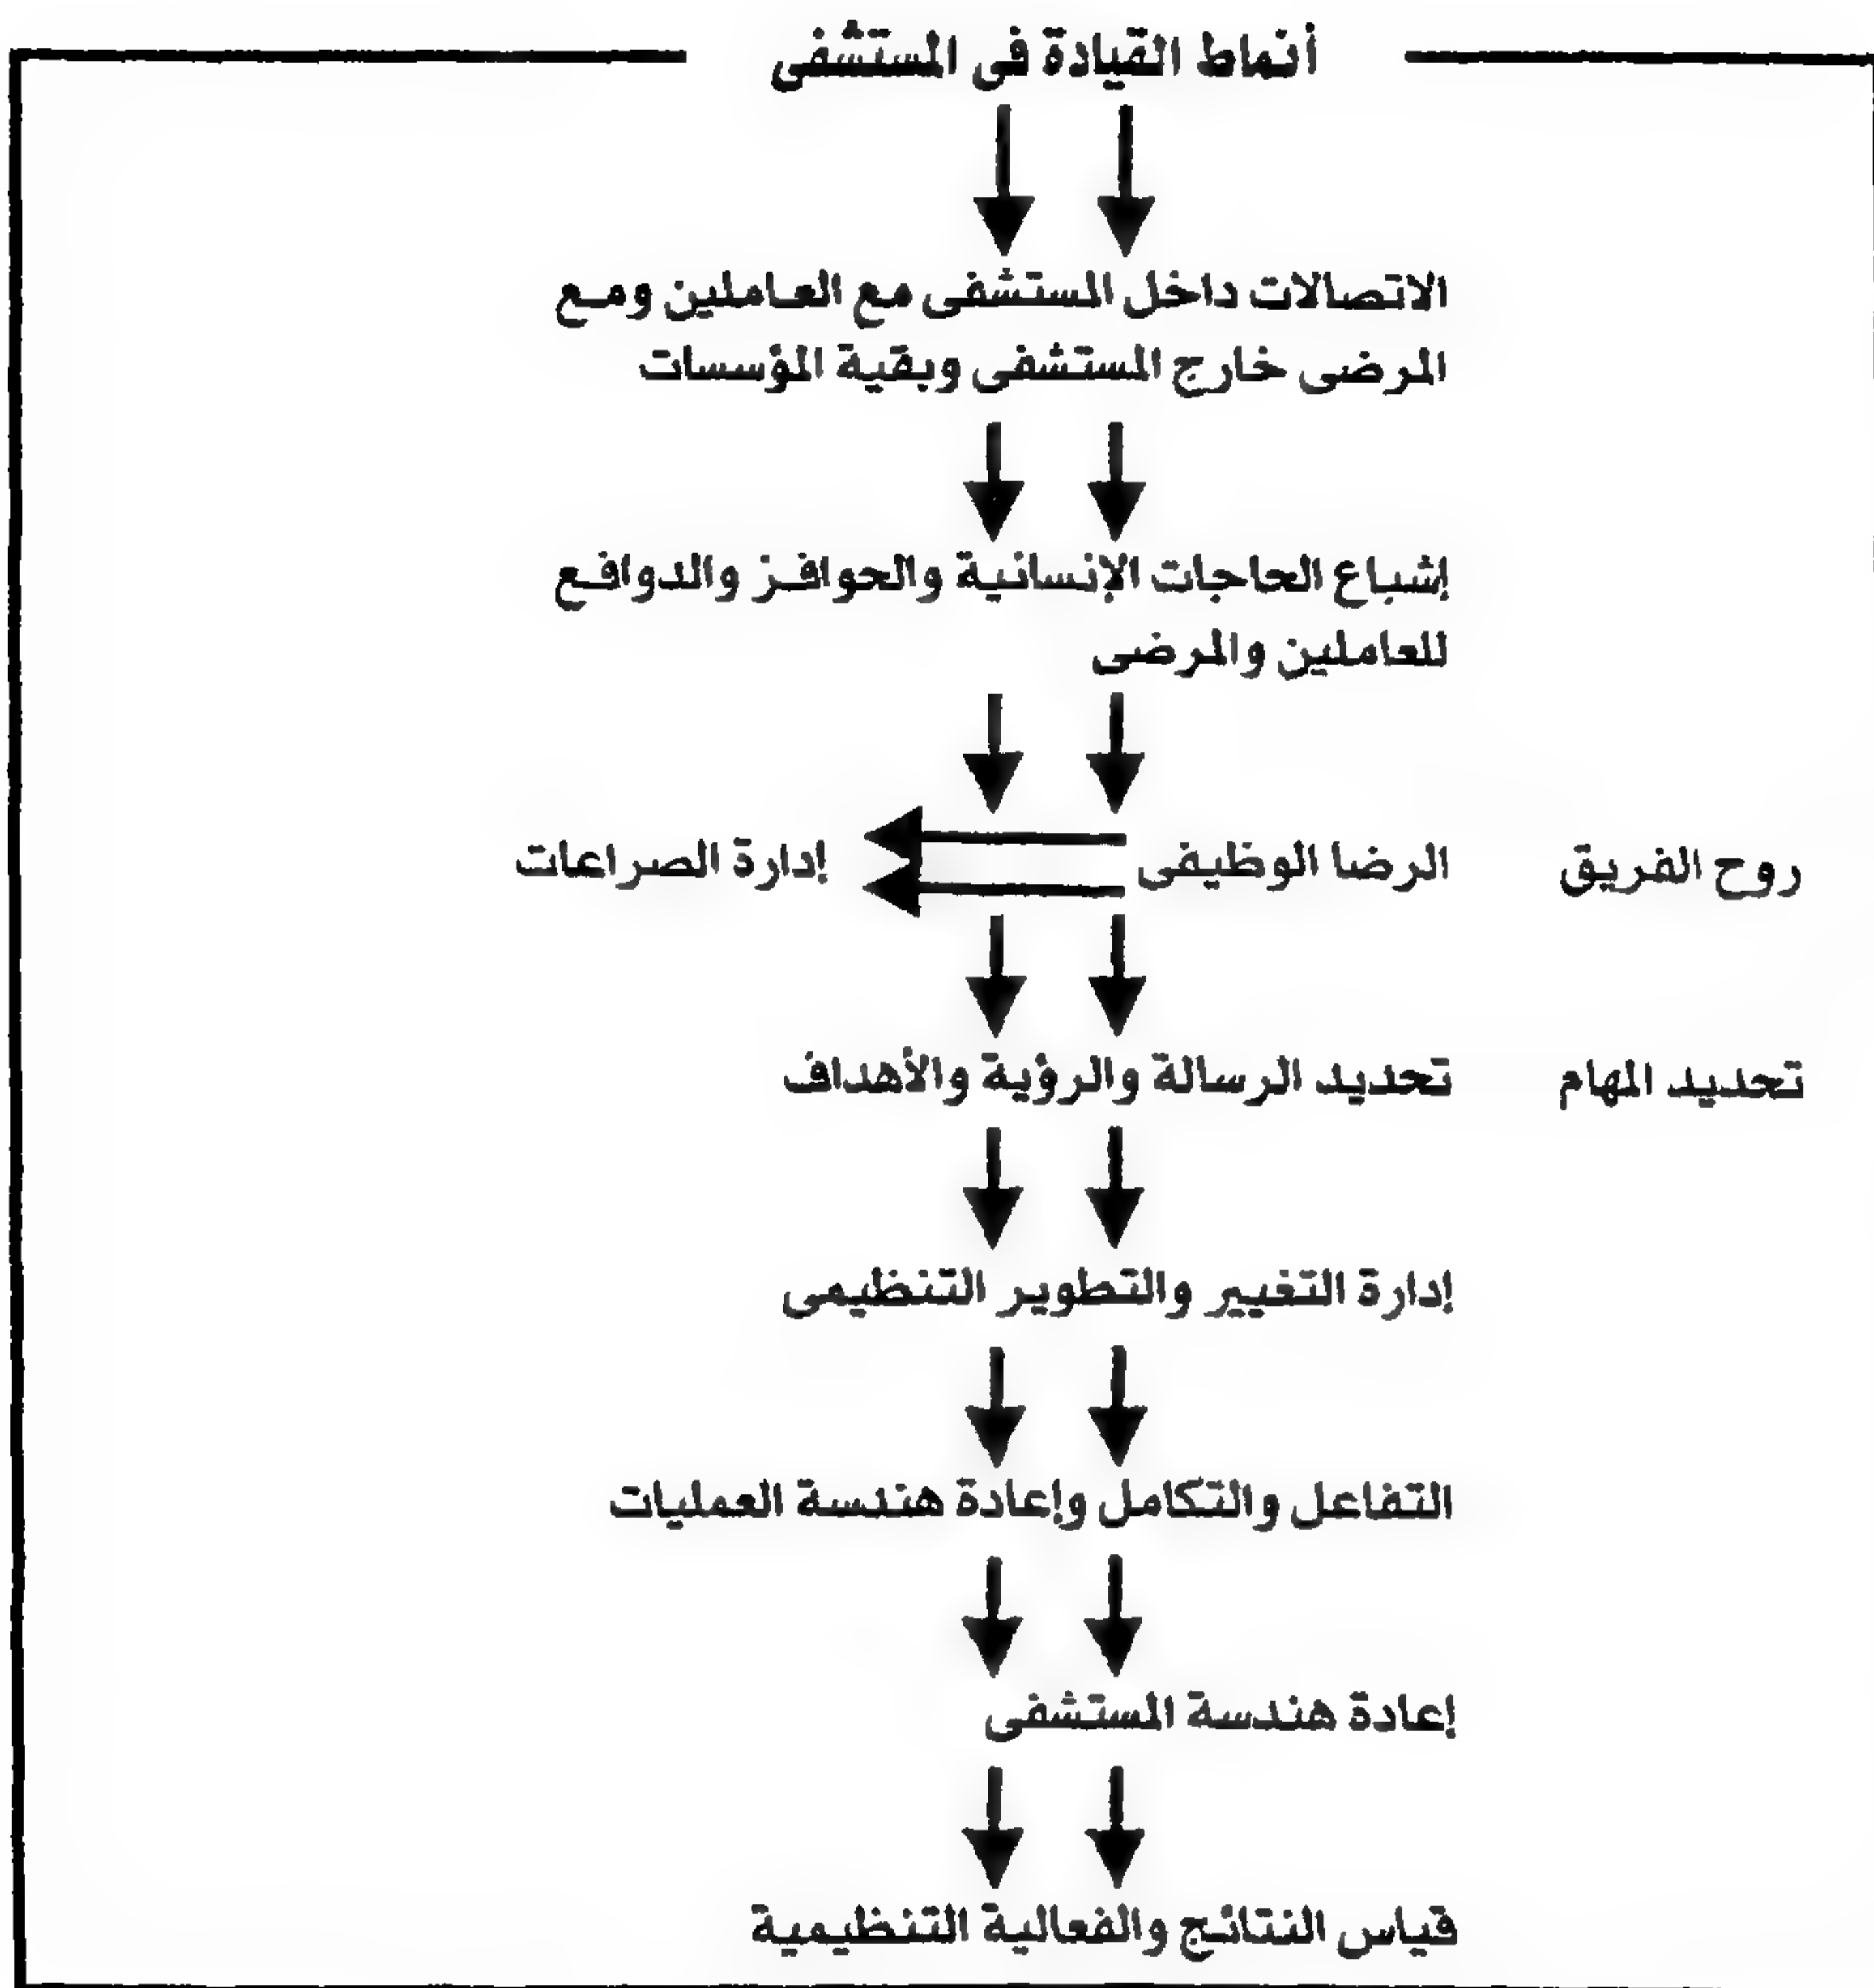 أنماط القيادة فى المستشفى
الاتصالات داخل المستشفى مع العاملين ومع
المرضى خارج المستشفى وبقية المؤسسات
إشباع الحاجات الإنسانية والحوافز والدوافع
للعاملين والمرضى
روح الفريق الرضا الوظيفى إدارة الصراعات
تحديد المهام تحديد الرسالة والرؤية والأهداف
إدارة التغيير والتطوير التنظيمى
التفاعل والتكامل وإعادة هندسة العمليات
إعادة هندسة المستشفى
قياس النتائج والفعالية التنظيمية